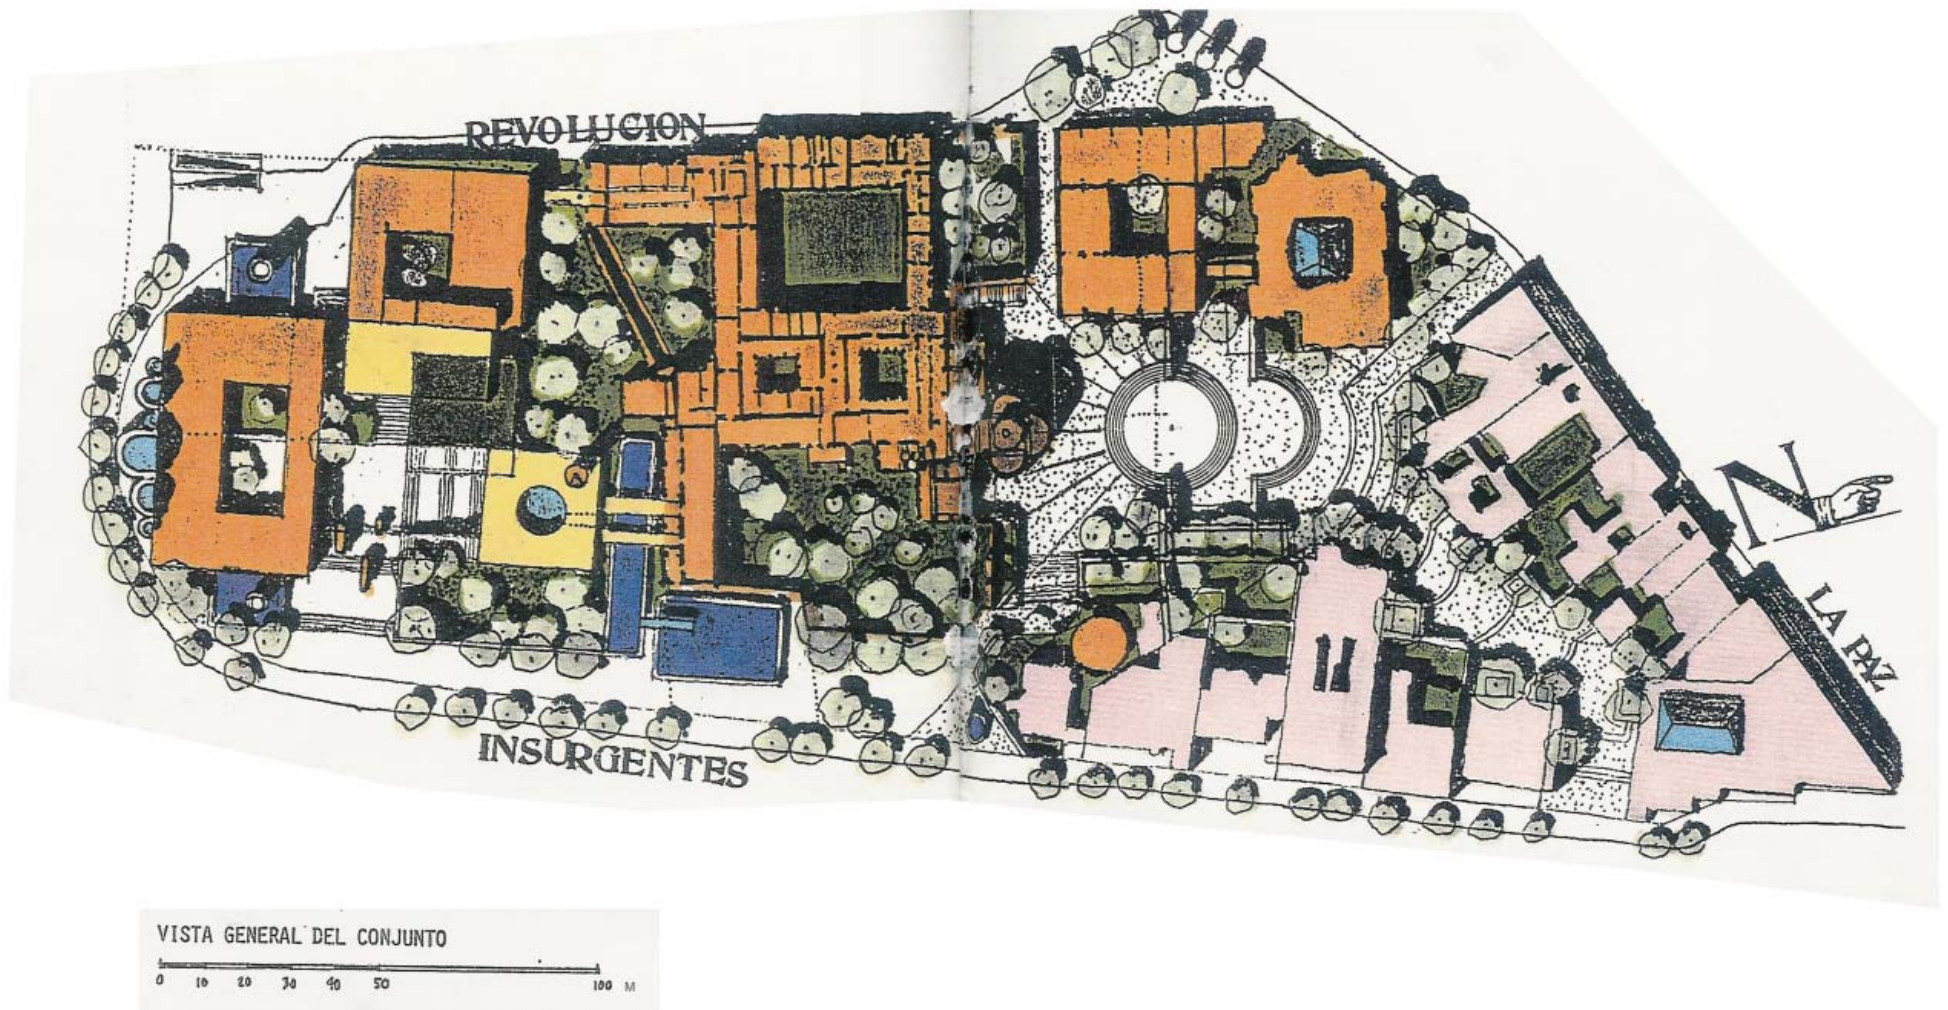 REVOLUCION
INSURGENTES
N
LA PAZ
A
VISTA GENERAL DEL CONJUNTO
0 10 20 30 40 50 100 M